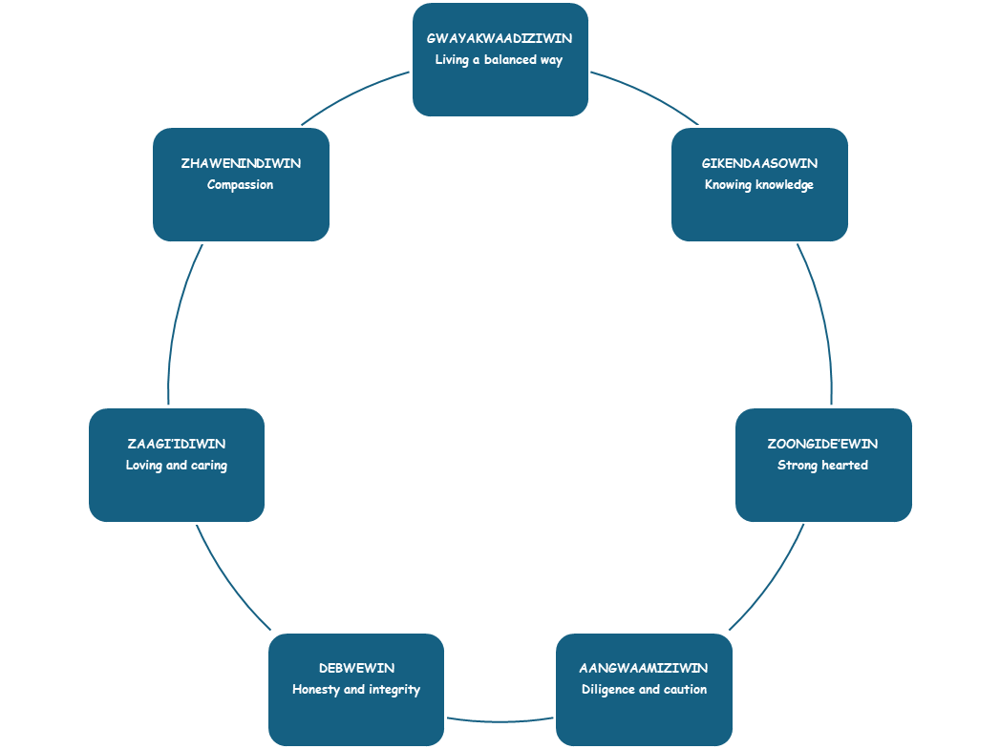 GWAYAKWAADIZIWIN
Living a balanced way
GIKENDAASOWIN
Knowing knowledge
ZOONGIDE'EWIN
Strong hearted
AANGWAAMIZIWIN
Diligence and caution
DEBWEWIN
Honesty and integrity
ZAAGI'IDIWIN
Loving and caring
ZHAWENINDIWIN
Compassion